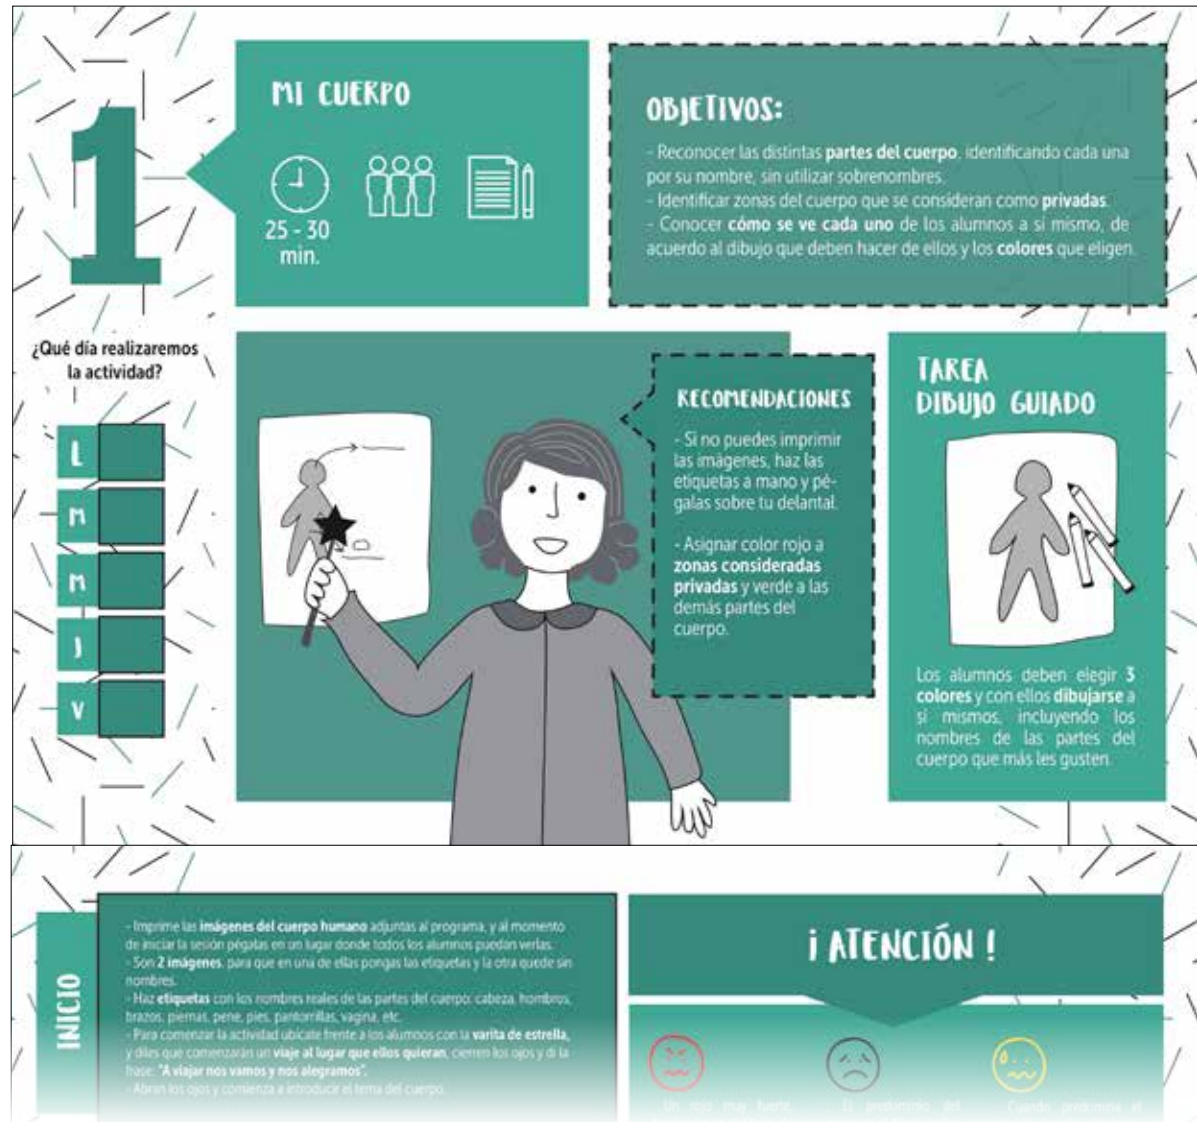 1
MI CUERPO
25 - 30
min.
OBJETIVOS:
- Reconocer las distintas partes del cuerpo, identificando cada una
por su nombre, sin utilizar sobrenombres.
- Identificar zonas del cuerpo que se consideran como privadas.
- Conocer cómo se ve cada uno de los alumnos a sí mismo, de
acuerdo al dibujo que deben hacer de ellos y los colores que eligen.
¿Qué día realizaremos
la actividad?
L
M
M
J
V
RECOMENDACIONES
- Si no puedes imprimir
las imágenes, haz las
etiquetas a mano y pé-
galas sobre tu delantal.
- Asignar color rojo a
zonas consideradas
privadas y verde a las
demás partes del
cuerpo.
TAREA
DIBUJO GUIADO
Los alumnos deben elegir 3
colores y con ellos dibujarse a
sí mismos, incluyendo los
nombres de las partes del
cuerpo que más les gusten.
INICIO
- Imprime las imágenes del cuerpo humano adjuntas al programa, y al momento
de iniciar la sesión pégalas en un lugar donde todos los alumnos puedan verlas.
- Son 2 imágenes, para que en una de ellas pongas las etiquetas y la otra quede sin
nombres.
- Haz etiquetas con los nombres reales de las partes del cuerpo: cabeza, hombros,
brazos, piernas, pene, pies, pantorrillas, vagina, etc.
- Para comenzar la actividad ubícate frente a los alumnos con la varita de estrella,
y diles que comenzarán un viaje al lugar que ellos quieran, cierren los ojos y di la
frase: "A viajar nos vamos y nos alegramos".
- Abran los ojos y comienza a introducir el tema del cuerpo.
¡ ATENCIÓN !
Un rojo muy fuerte,
El predominio del
Cuando predomina el